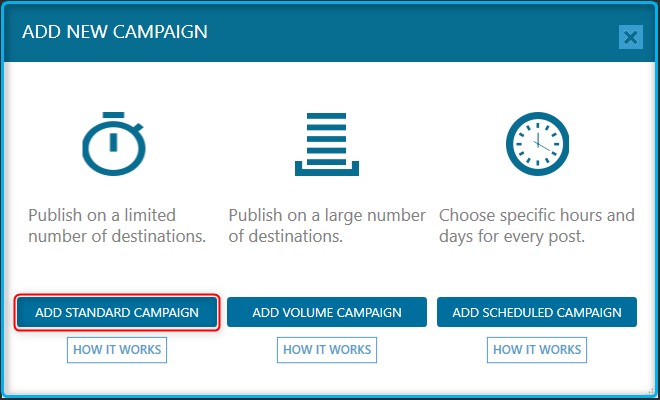 ADD NEW CAMPAIGN
Publish on a limited
number of destinations.
Publish on a large number
of destinations.
Choose specific hours and
days for every post.
ADD STANDARD CAMPAIGN
ADD VOLUME CAMPAIGN
ADD SCHEDULED CAMPAIGN
HOW IT WORKS
HOW IT WORKS
HOW IT WORKS